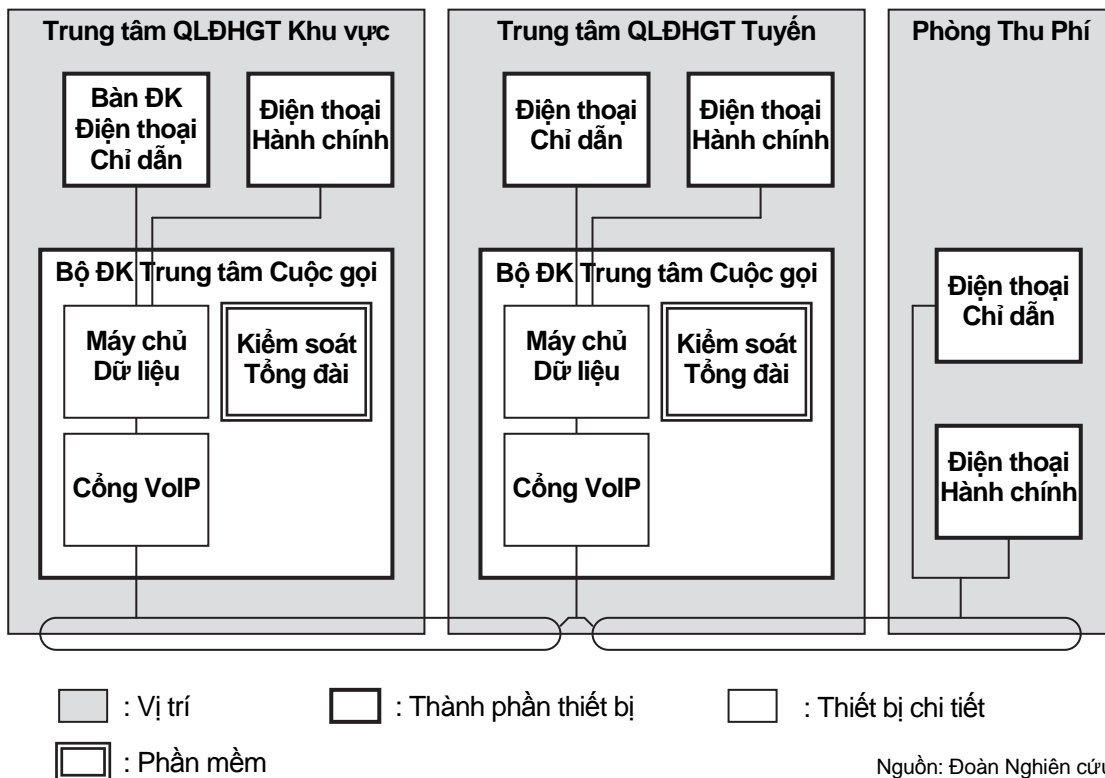 Trung tâm QLĐHGT Khu vực
Bàn ĐK
Điện thoại
Chỉ dẫn
Điện thoại
Hành chính
Bộ ĐK Trung tâm Cuộc gọi
Máy chủ
Dữ liệu
Kiểm soát
Tổng đài
Cổng VoIP
Trung tâm QLĐHGT Tuyến
Điện thoại
Chỉ dẫn
Điện thoại
Hành chính
Bộ ĐK Trung tâm Cuộc gọi
Máy chủ
Dữ liệu
Kiểm soát
Tổng đài
Cổng VoIP
Phòng Thu Phí
Điện thoại
Chỉ dẫn
Điện thoại
Hành chính
: Vị trí
: Thành phần thiết bị
: Thiết bị chi tiết
: Phần mềm
Nguồn: Đoàn Nghiên cứu